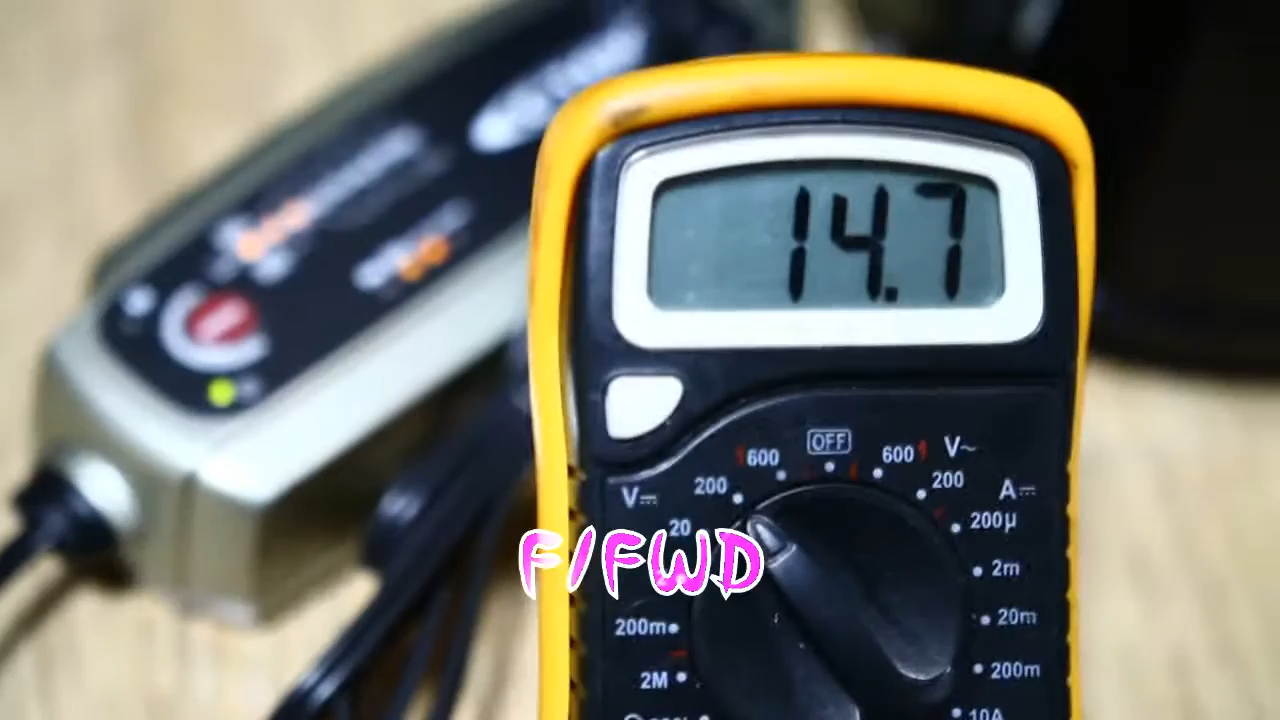 14.7
OFF
600
600
V~
200
200
V⎓
A⎓
20
200µ
F/FWD
2m
200m
20m
2M
200m
10A